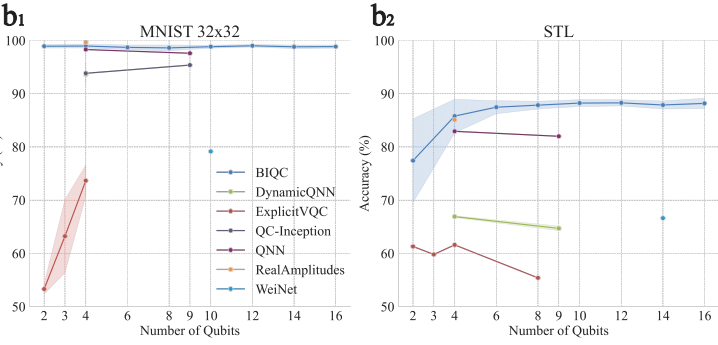 b1
MNIST 32x32
100
90
80
70
60
50
2 3 4 6 8 9 10 12 14 16
Number of Qubits
BIQC
DynamicQNN
ExplicitVQC
QC-Inception
QNN
RealAmplitudes
WeiNet
b2
STL
Accuracy (%)
100
90
80
70
60
50
2 3 4 6 8 9 10 12 14 16
Number of Qubits